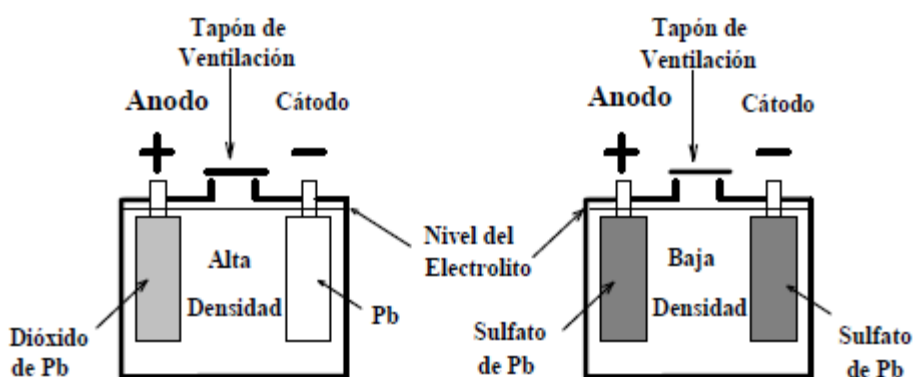 Tapón de
Ventilación
Anodo
Cátodo
+
−
Alta
Densidad
Dióxido
de Pb
Pb
Nivel del
Electrolito
Tapón de
Ventilación
Anodo
Cátodo
+
−
Baja
Densidad
Sulfato
de Pb
Sulfato
de Pb